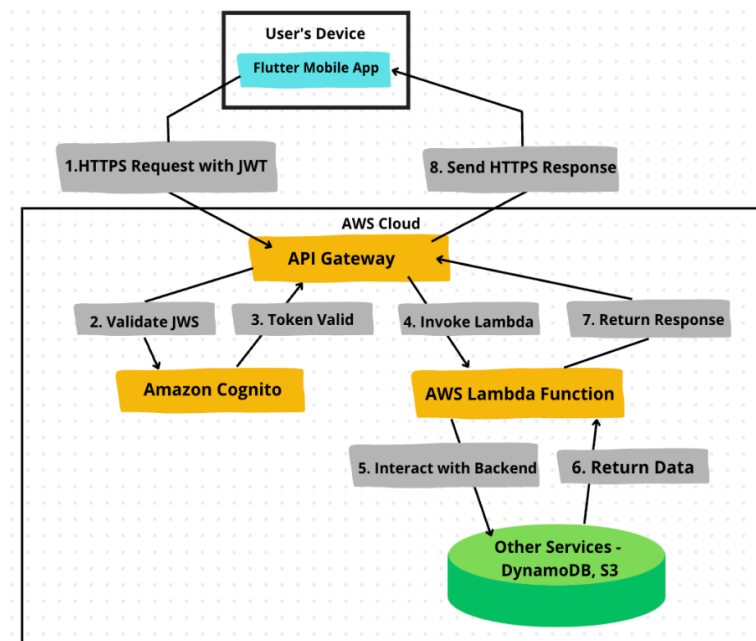 User's Device
Flutter Mobile App
1.HTTPS Request with JWT
8. Send HTTPS Response
AWS Cloud
API Gateway
2. Validate JWS
3. Token Valid
4. Invoke Lambda
7. Return Response
Amazon Cognito
AWS Lambda Function
5. Interact with Backend
6. Return Data
Other Services -
DynamoDB, S3